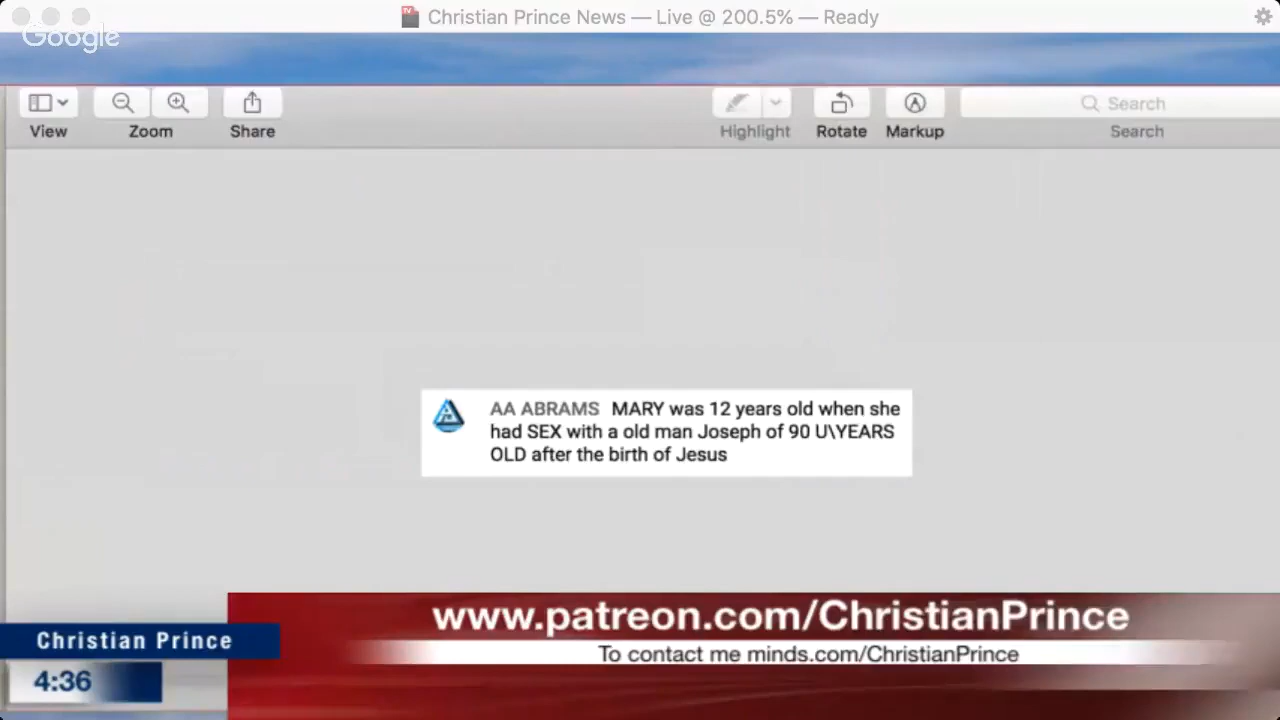 Christian Prince News — Live @ 200.5% — Ready
Google
View
Zoom
Share
Highlight
Rotate
Markup
Search
Search
AA ABRAMS MARY was 12 years old when she
had SEX with a old man Joseph of 90 U\YEARS
OLD after the birth of Jesus
www.patreon.com/ChristianPrince
Christian Prince
To contact me minds.com/ChristianPrince
4:36